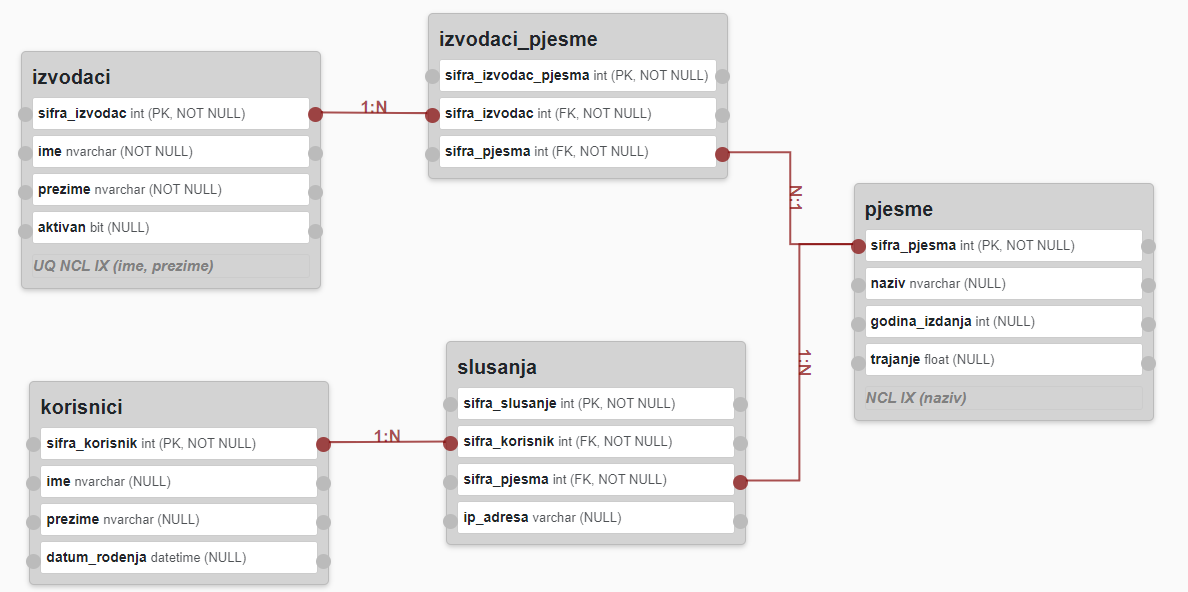 izvodaci
sifra_izvodac int (PK, NOT NULL)
ime nvarchar (NOT NULL)
prezime nvarchar (NOT NULL)
aktivan bit (NULL)
UQ NCL IX (ime, prezime)
1:N
izvodaci_pjesme
sifra_izvodac_pjesma int (PK, NOT NULL)
sifra_izvodac int (FK, NOT NULL)
sifra_pjesma int (FK, NOT NULL)
N:1
pjesme
sifra_pjesma int (PK, NOT NULL)
naziv nvarchar (NULL)
godina_izdanja int (NULL)
trajanje float (NULL)
NCL IX (naziv)
korisnici
sifra_korisnik int (PK, NOT NULL)
ime nvarchar (NULL)
prezime nvarchar (NULL)
datum_rodenja datetime (NULL)
1:N
slusanja
sifra_slusanje int (PK, NOT NULL)
sifra_korisnik int (FK, NOT NULL)
sifra_pjesma int (FK, NOT NULL)
ip_adresa varchar (NULL)
1:N